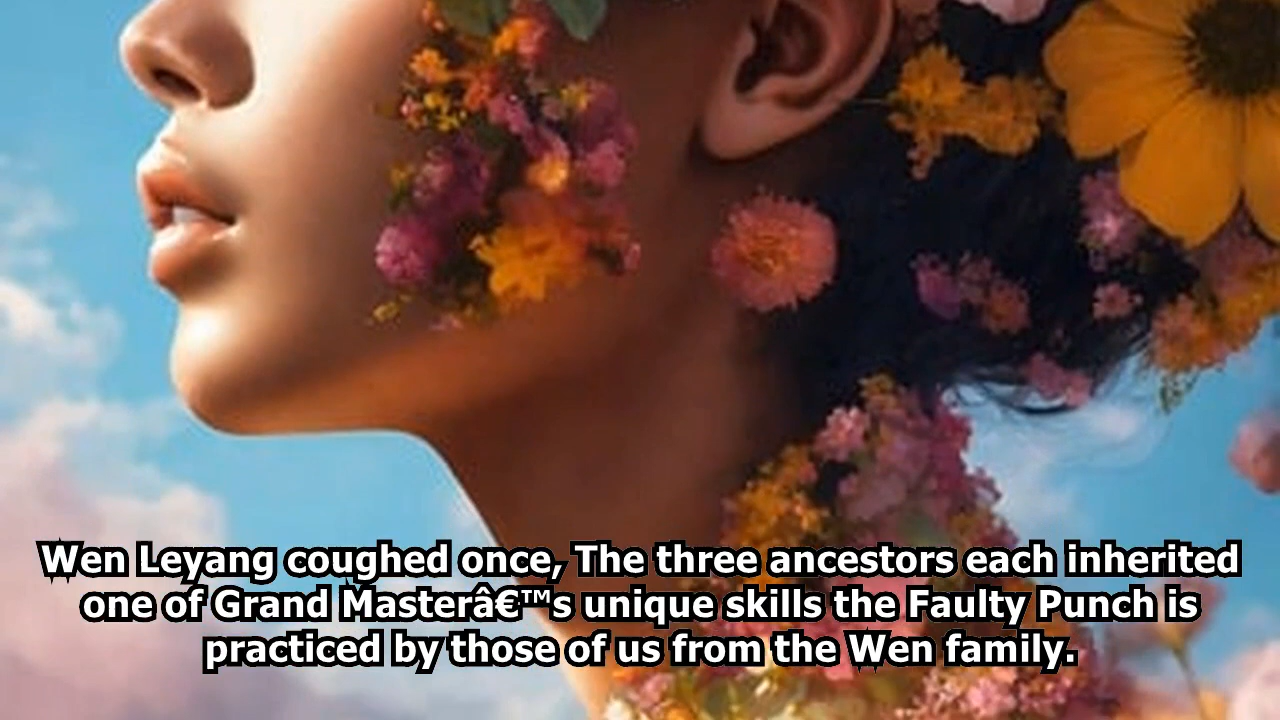 Wen Leyang coughed once, The three ancestors each inherited
one of Grand Masterâ€™s unique skills the Faulty Punch is
practiced by those of us from the Wen family.